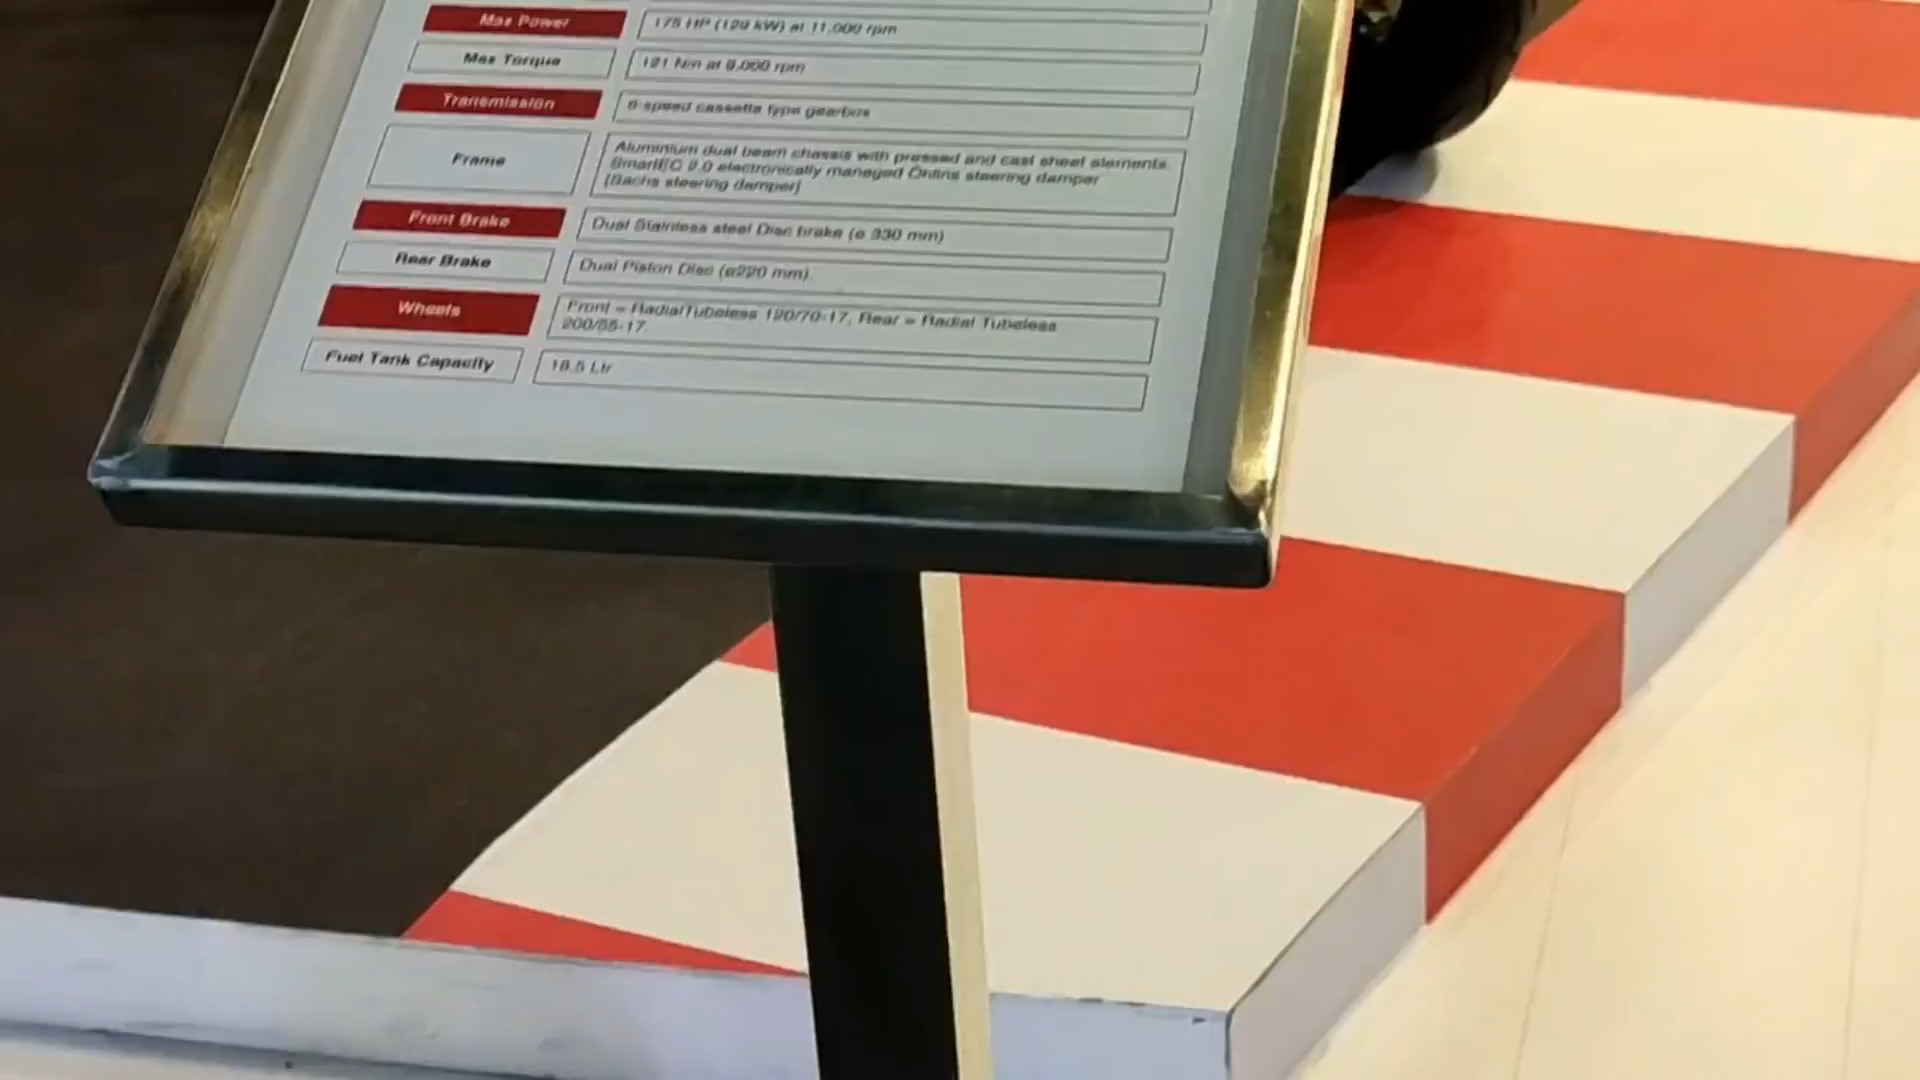 Max Power 175 HP (129 kW) at 11,000 rpm
Max Torque 121 Nm at 9,000 rpm
Transmission 6 speed cassette type gearbox
Frame Aluminium dual beam chassis with pressed and cast sheet elements
SmartEC 2.0 electronically managed Öhlins steering damper
[Sachs steering damper]
Front Brake Dual Stainless steel Disc brake (ø 330 mm)
Rear Brake Dual Piston Disc (ø220 mm)
Wheels Front = RadialTubeless 120/70-17, Rear = Radial Tubeless
200/55-17
Fuel Tank Capacity 18.5 Ltr